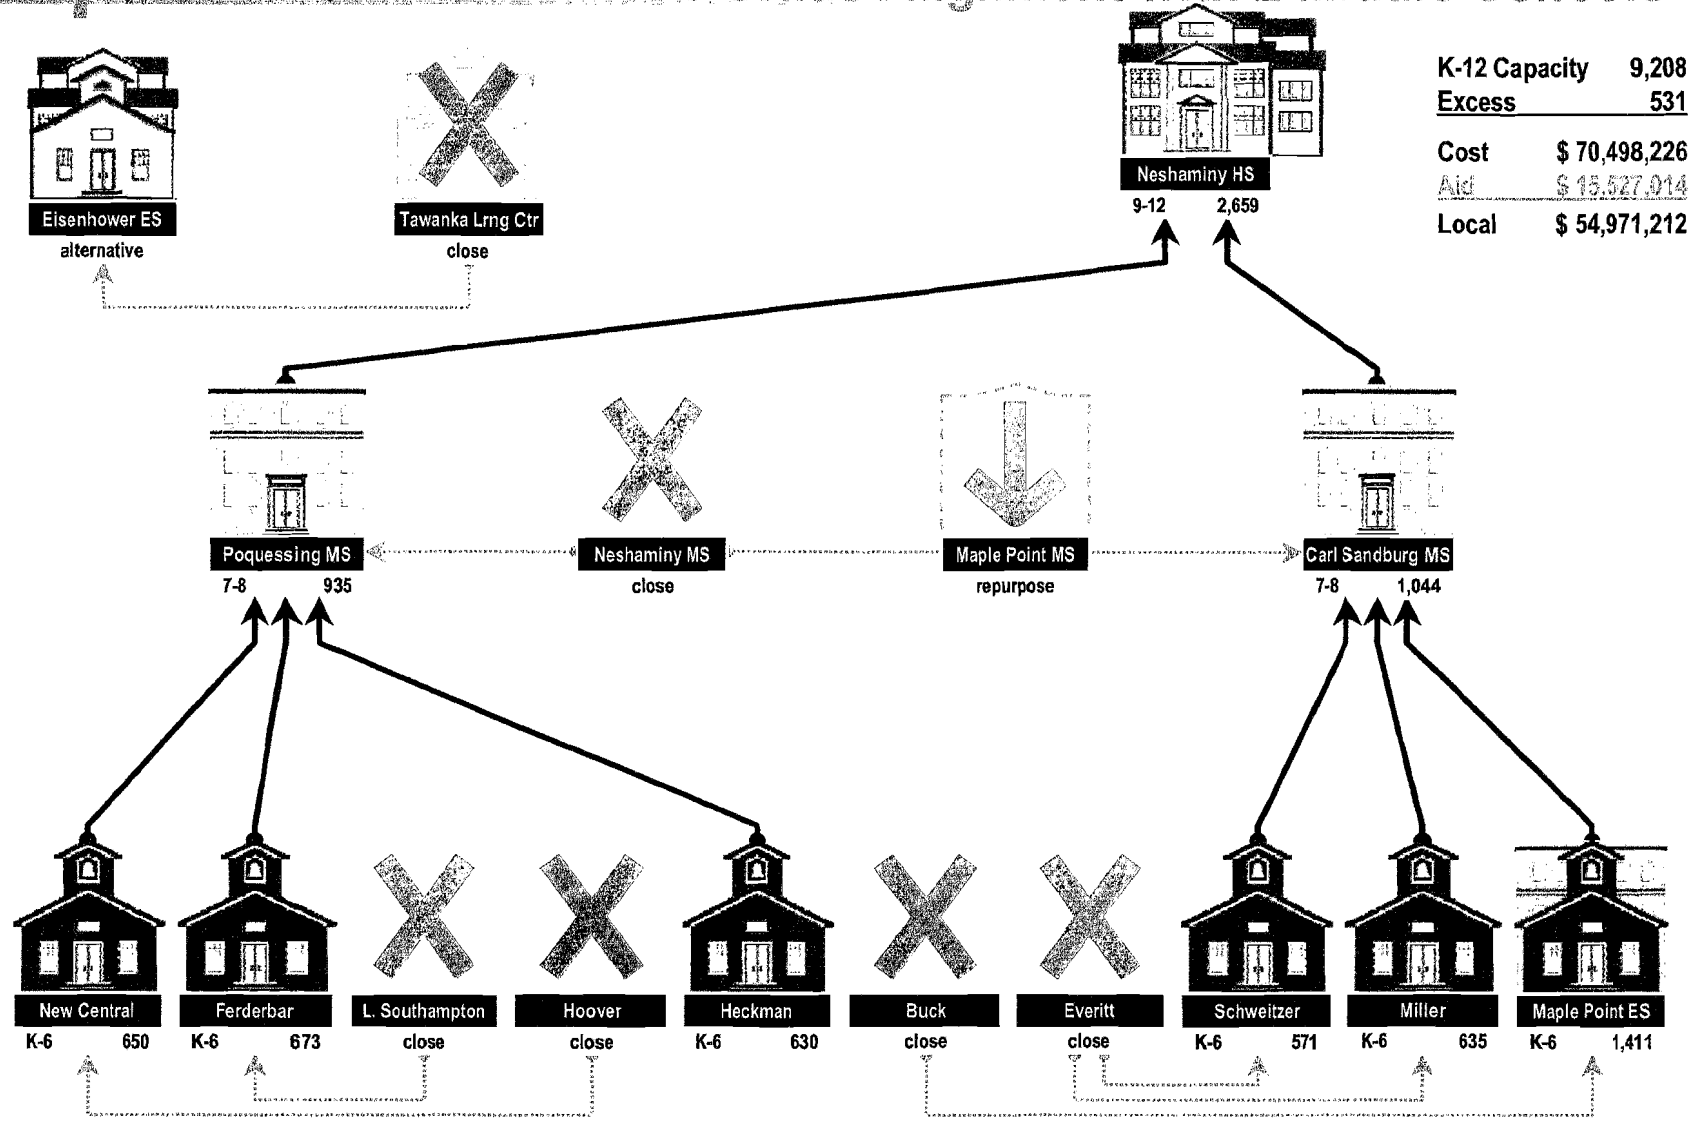 K-12 Capacity 9,208
Excess 531
Cost $ 70,498,226
Aid $ 15,527,014
Local $ 54,971,212
Neshaminy HS
9-12 2,659
Eisenhower ES
alternative
Tawanka Lrng Ctr
close
Poquessing MS
7-8 935
Neshaminy MS
close
Maple Point MS
repurpose
Carl Sandburg MS
7-8 1,044
New Central
K-6 650
Ferderbar
K-6 673
L. Southampton
close
Hoover
close
Heckman
K-6 630
Buck
close
Everitt
close
Schweitzer
K-6 571
Miller
K-6 635
Maple Point ES
K-6 1,411